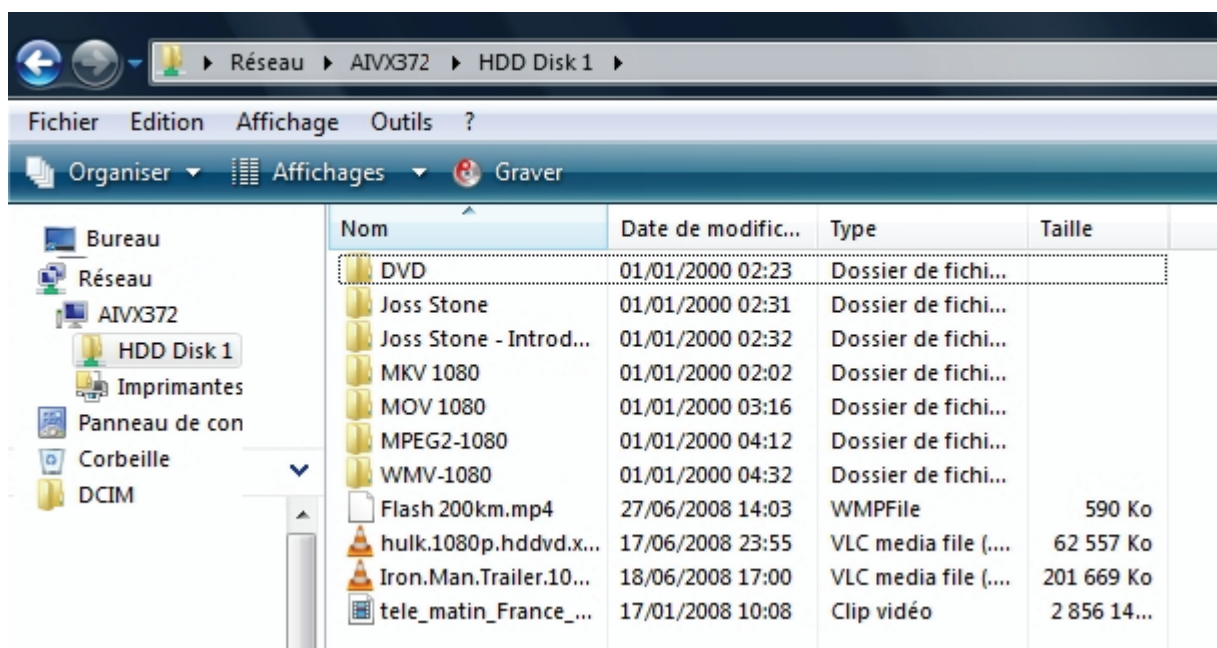 Réseau AIVX372 HDD Disk 1
Fichier Edition Affichage Outils ?
Organiser Affichages Graver
Bureau
Réseau
AIVX372
HDD Disk 1
Imprimantes
Panneau de con
Corbeille
DCIM
Nom Date de modific... Type Taille
DVD 01/01/2000 02:23 Dossier de fichi...
Joss Stone 01/01/2000 02:31 Dossier de fichi...
Joss Stone - Introd... 01/01/2000 02:32 Dossier de fichi...
MKV 1080 01/01/2000 02:02 Dossier de fichi...
MOV 1080 01/01/2000 03:16 Dossier de fichi...
MPEG2-1080 01/01/2000 04:12 Dossier de fichi...
WMV-1080 01/01/2000 04:32 Dossier de fichi...
Flash 200km.mp4 27/06/2008 14:03 WMPFile 590 Ko
hulk.1080p.hddvd.x... 17/06/2008 23:55 VLC media file (.... 62 557 Ko
Iron.Man.Trailer.10... 18/06/2008 17:00 VLC media file (.... 201 669 Ko
tele_matin_France_... 17/01/2008 10:08 Clip vidéo 2 856 14...